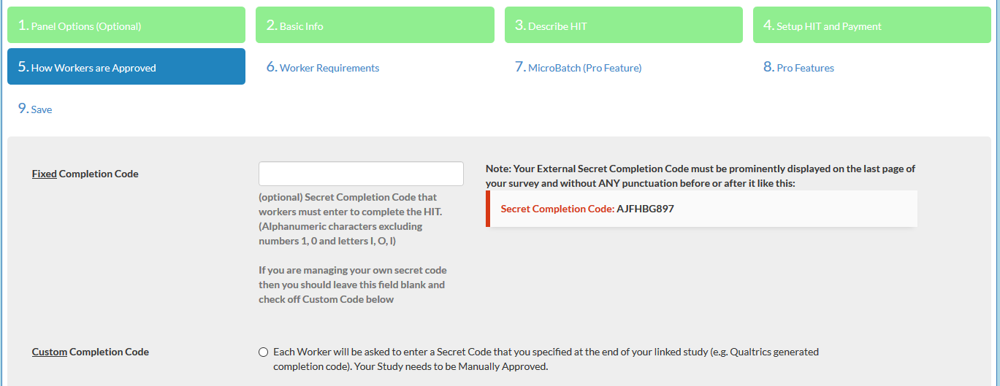 1. Panel Options (Optional)
2. Basic Info
3. Describe HIT
4. Setup HIT and Payment
5. How Workers are Approved
6. Worker Requirements
7. MicroBatch (Pro Feature)
8. Pro Features
9. Save
Fixed Completion Code
(optional) Secret Completion Code that
workers must enter to complete the HIT.
(Alphanumeric characters excluding
numbers 1, 0 and letters I, O, l)
If you are managing your own secret code
then you should leave this field blank and
check off Custom Code below
Note: Your External Secret Completion Code must be prominently displayed on the last page of
your survey and without ANY punctuation before or after it like this:
Secret Completion Code: AJFHBG897
Custom Completion Code
Each Worker will be asked to enter a Secret Code that you specified at the end of your linked study (e.g. Qualtrics generated
completion code). Your Study needs to be Manually Approved.